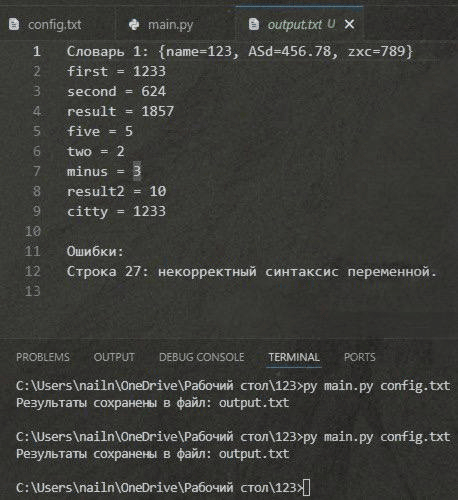 config.txt main.py output.txt U
1 Словарь 1: {name=123, ASd=456.78, zxc=789}
2 first = 1233
3 second = 624
4 result = 1857
5 five = 5
6 two = 2
7 minus = 3
8 result2 = 10
9 citty = 1233
10
11 Ошибки:
12 Строка 27: некорректный синтаксис переменной.
13
PROBLEMS OUTPUT DEBUG CONSOLE TERMINAL PORTS
C:\Users\nailn\OneDrive\Рабочий стол\123>py main.py config.txt
Результаты сохранены в файл: output.txt
C:\Users\nailn\OneDrive\Рабочий стол\123>py main.py config.txt
Результаты сохранены в файл: output.txt
C:\Users\nailn\OneDrive\Рабочий стол\123>